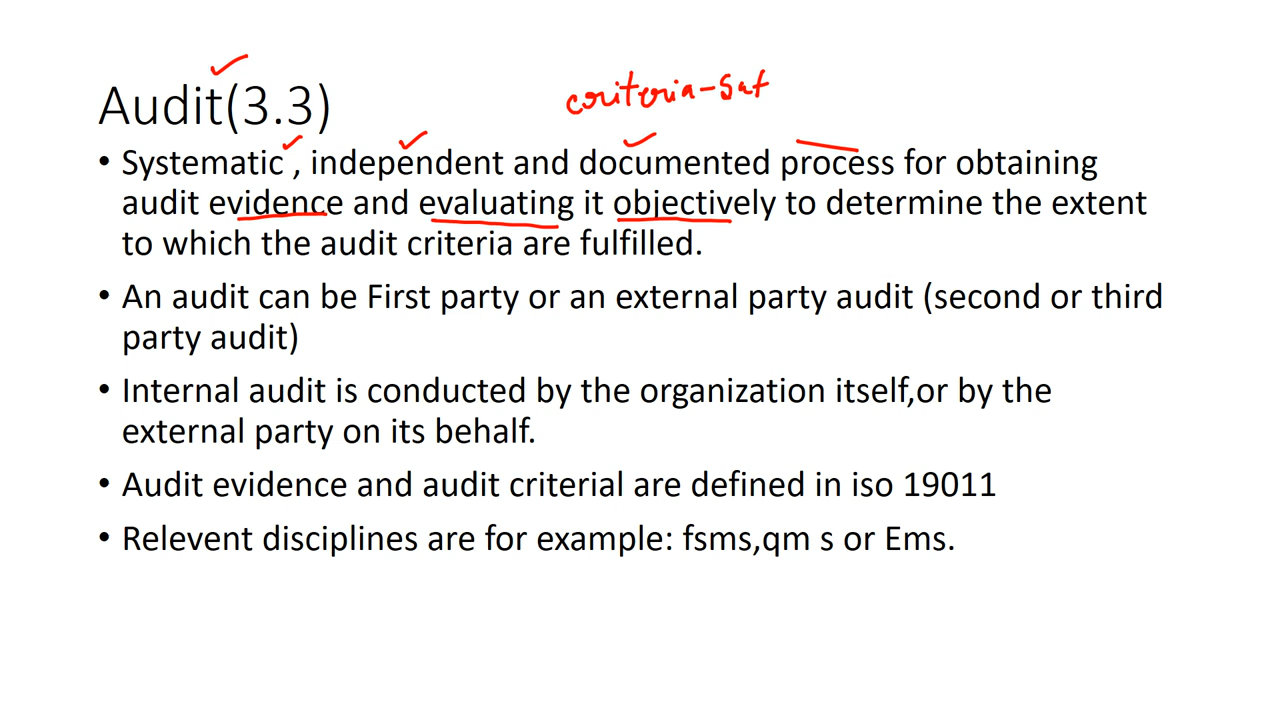 criteria-sat
Audit(3.3)
• Systematic , independent and documented process for obtaining
audit evidence and evaluating it objectively to determine the extent
to which the audit criteria are fulfilled.
• An audit can be First party or an external party audit (second or third
party audit)
• Internal audit is conducted by the organization itself,or by the
external party on its behalf.
• Audit evidence and audit criterial are defined in iso 19011
• Relevent disciplines are for example: fsms,qm s or Ems.